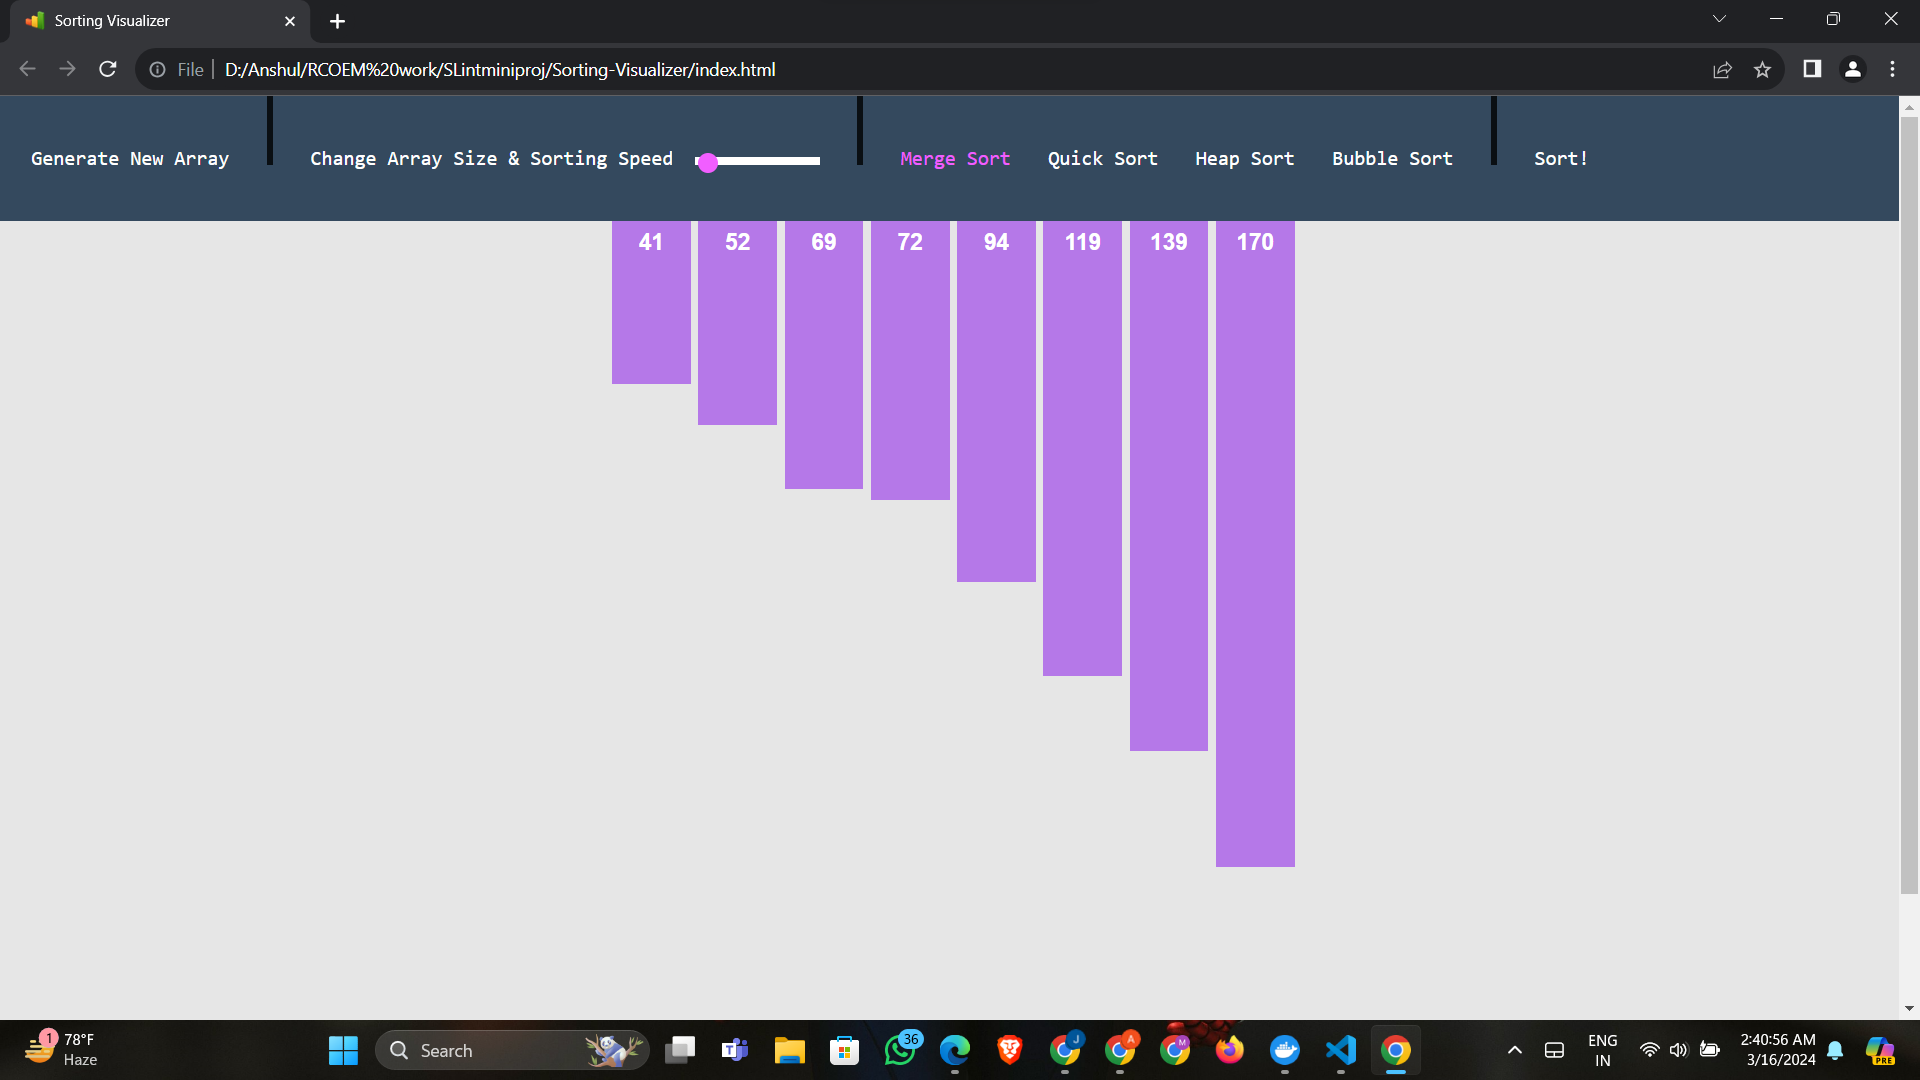 Sorting Visualizer
File D:/Anshul/RCOEM%20work/SLintminiproj/Sorting-Visualizer/index.html
Generate New Array Change Array Size & Sorting Speed Merge Sort Quick Sort Heap Sort Bubble Sort Sort!
41 52 69 72 94 119 139 170
1 78°F
Haze
Search
T
36
J
A
M
ENG
IN
2:40:56 AM
3/16/2024
PRE